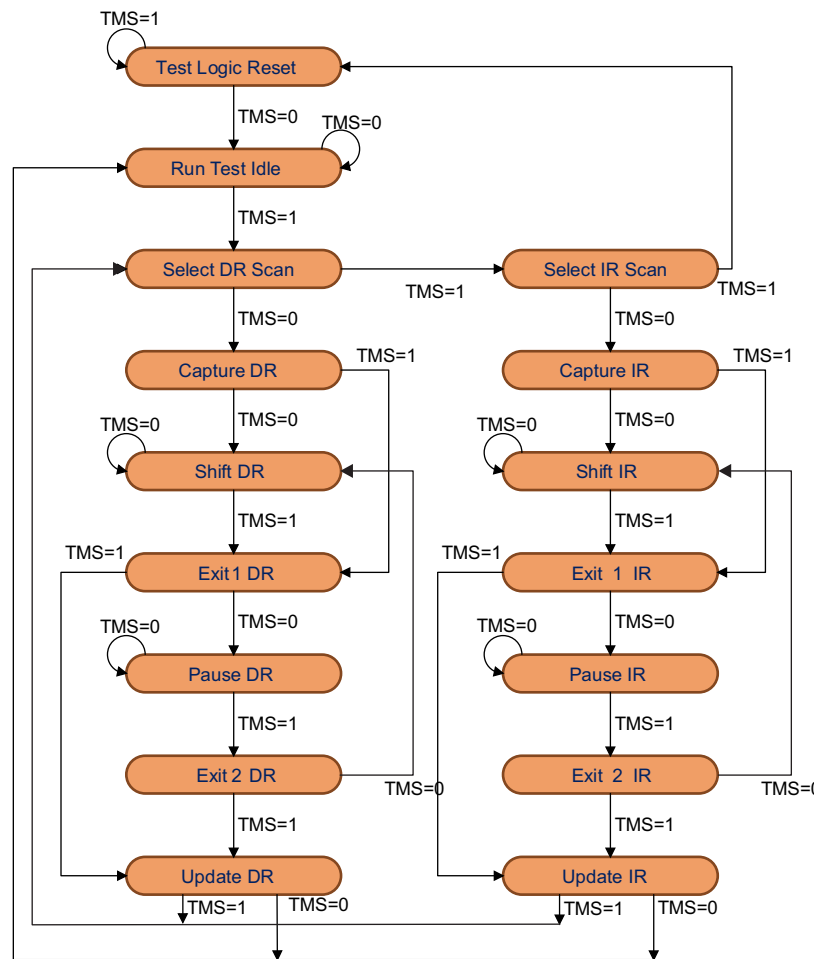 TMS=1
Test Logic Reset
TMS=0
TMS=0
Run Test Idle
TMS=1
Select DR Scan
Select IR Scan
TMS=1
TMS=1
TMS=0
TMS=0
TMS=1
TMS=1
Capture DR
Capture IR
TMS=0
TMS=0
TMS=0
TMS=0
Shift DR
Shift IR
TMS=1
TMS=1
TMS=1
TMS=1
Exit 1 DR
Exit 1 IR
TMS=0
TMS=0
TMS=0
TMS=0
Pause DR
Pause IR
TMS=1
TMS=1
Exit 2 DR
Exit 2 IR
TMS=0
TMS=0
TMS=1
TMS=1
Update DR
Update IR
TMS=1
TMS=0
TMS=1
TMS=0